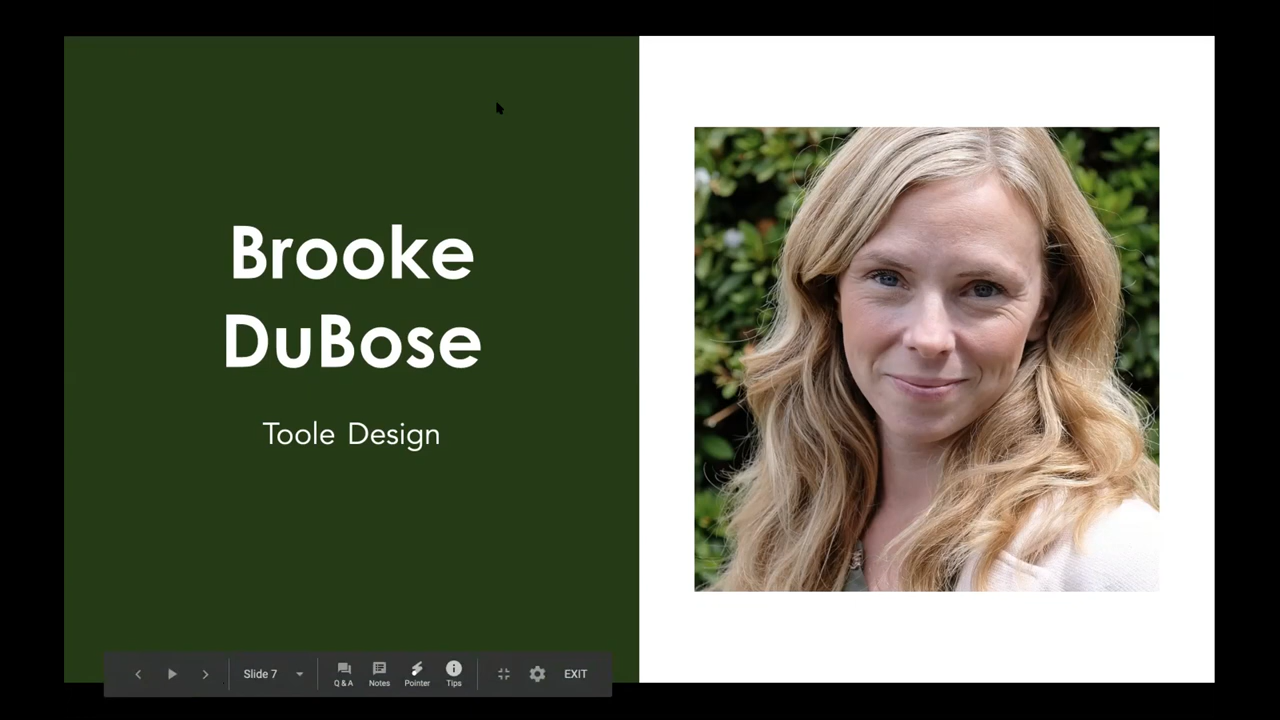 Brooke
DuBose
Toole Design
Slide 7
Q & A
Notes
Pointer
Tips
EXIT